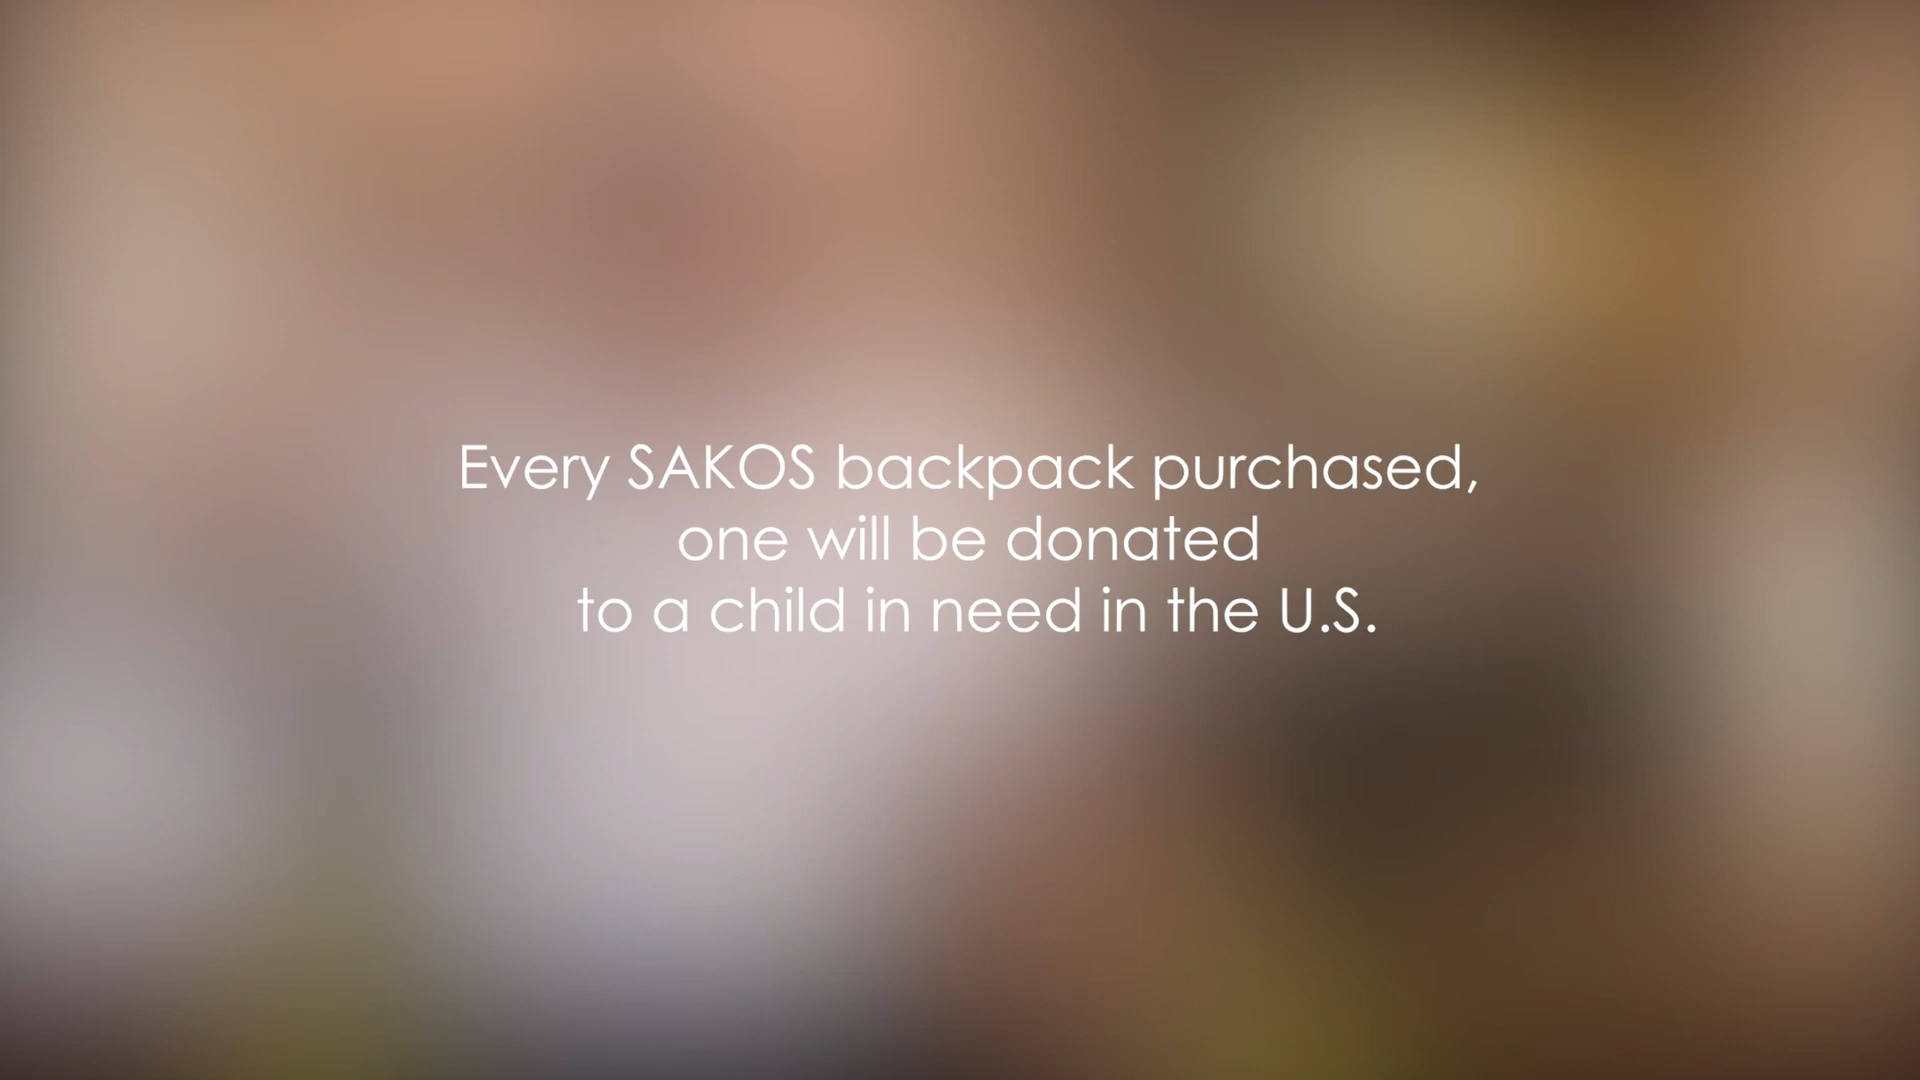 Every SAKOS backpack purchased,
one will be donated
to a child in need in the U.S.